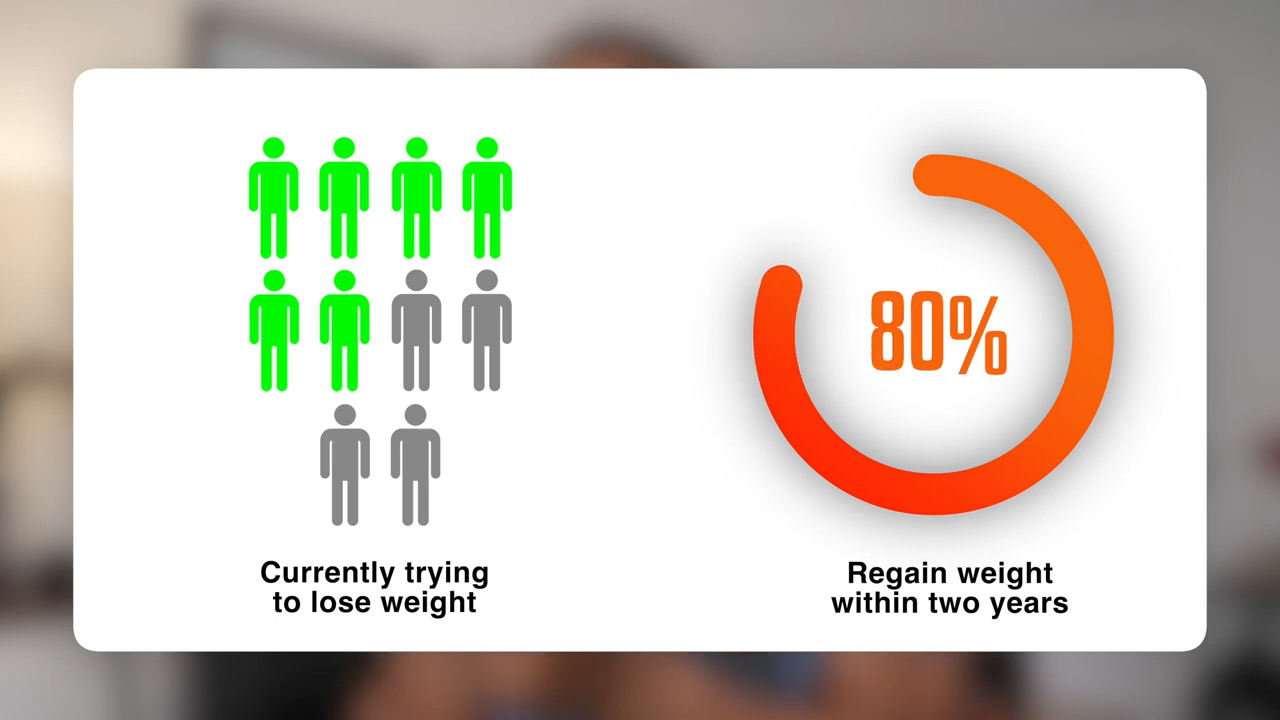 Currently trying
to lose weight
80%
Regain weight
within two years